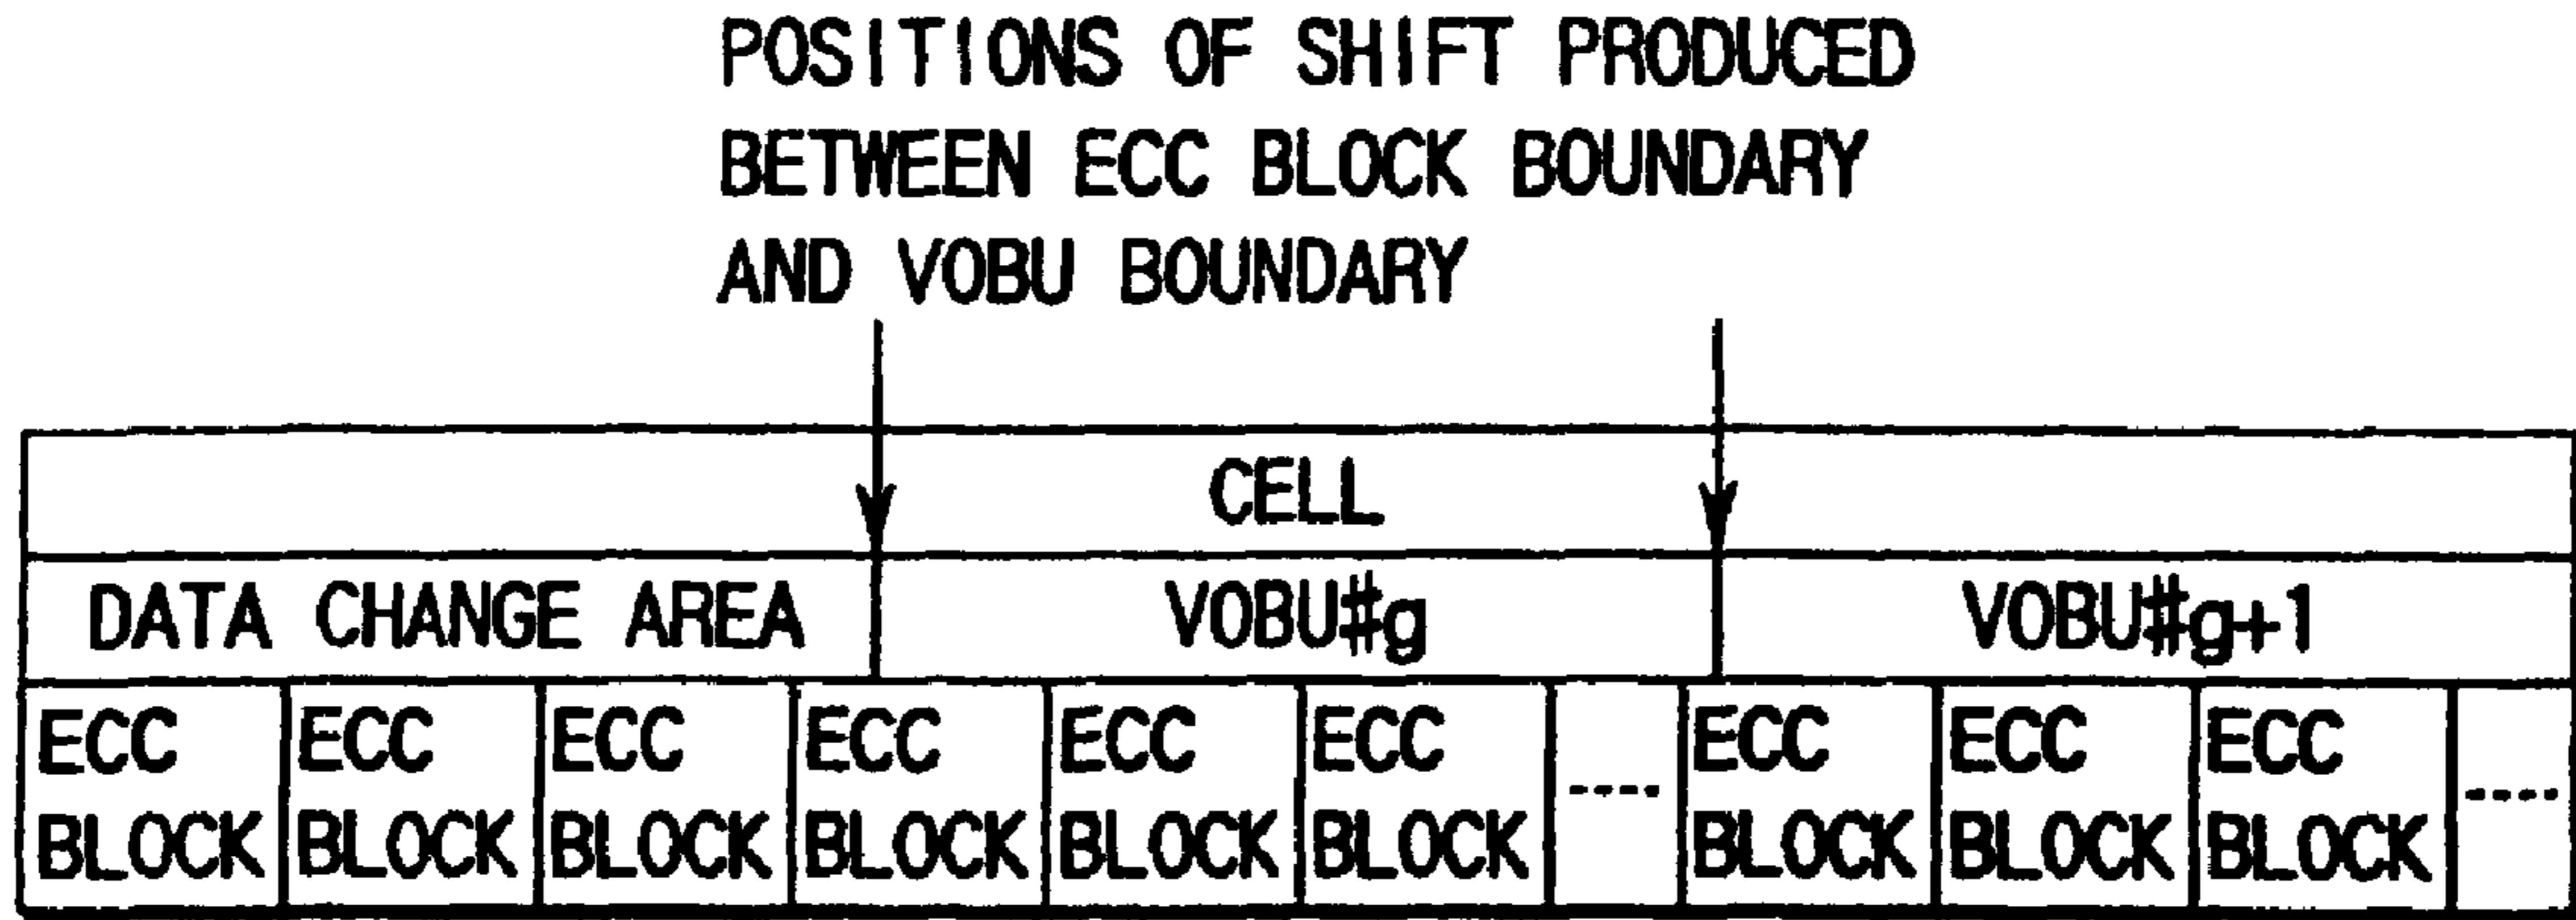 POSITIONS OF SHIFT PRODUCED
BETWEEN ECC BLOCK BOUNDARY
AND VOBU BOUNDARY
CELL
DATA CHANGE AREA VOBU#g VOBU#g+1
ECC ECC ECC ECC ECC ECC ---- ECC ECC ECC ----
BLOCK BLOCK BLOCK BLOCK BLOCK BLOCK BLOCK BLOCK BLOCK